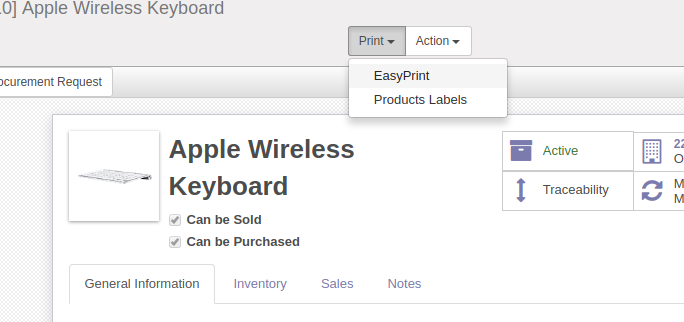 0] Apple Wireless Keyboard
Print Action
EasyPrint
Products Labels
ocurement Request
Apple Wireless
Keyboard
Can be Sold
Can be Purchased
Active
22
O
Traceability
M
M
General Information Inventory Sales Notes